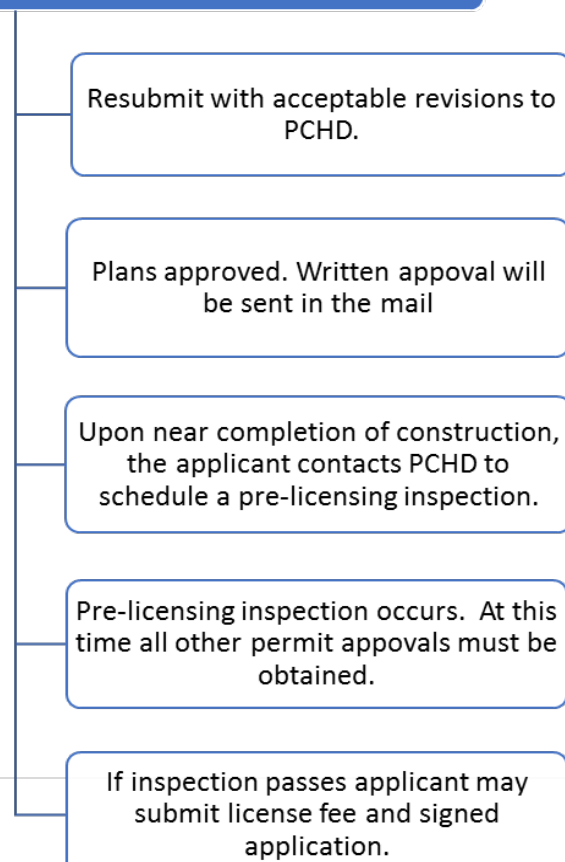 Resubmit with acceptable revisions to
PCHD.
Plans approved. Written appoval will
be sent in the mail
Upon near completion of construction,
the applicant contacts PCHD to
schedule a pre-licensing inspection.
Pre-licensing inspection occurs.  At this
time all other permit appovals must be
obtained.
If inspection passes applicant may
submit license fee and signed
application.